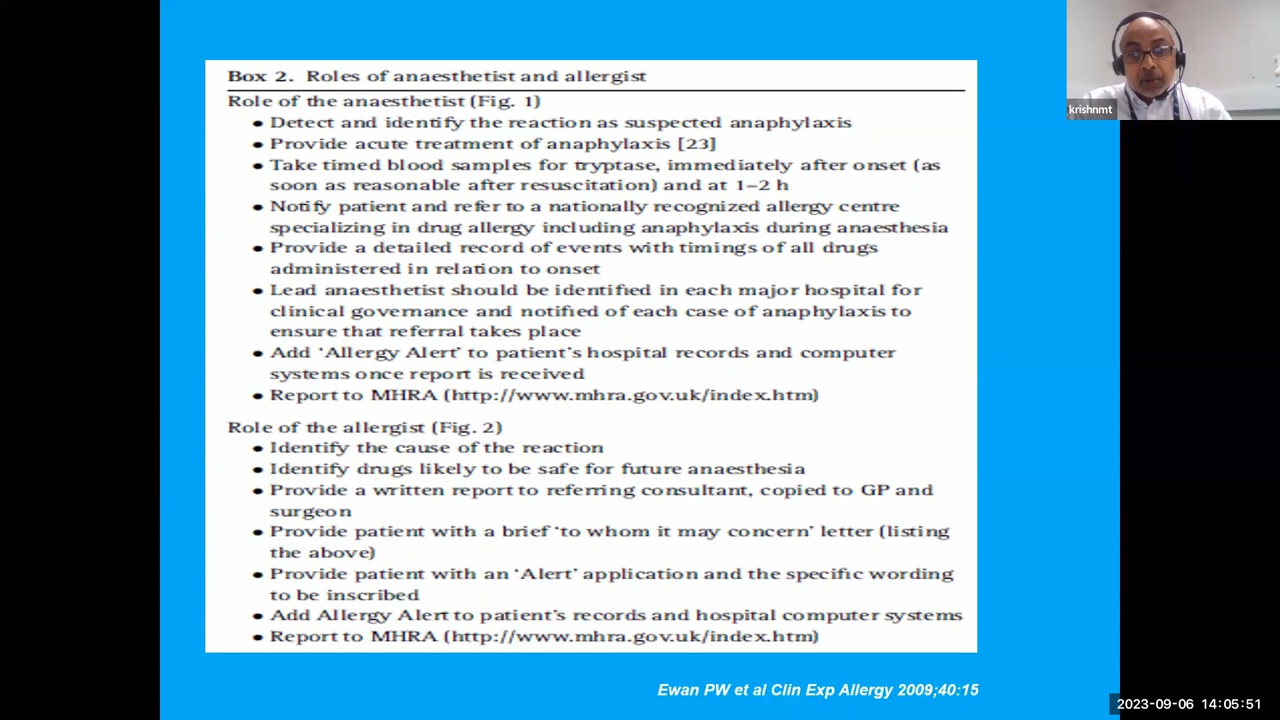 Box 2. Roles of anaesthetist and allergist
Role of the anaesthetist (Fig. 1)
● Detect and identify the reaction as suspected anaphylaxis
● Provide acute treatment of anaphylaxis [23]
● Take timed blood samples for tryptase, immediately after onset (as
soon as reasonable after resuscitation) and at 1–2 h
● Notify patient and refer to a nationally recognized allergy centre
specializing in drug allergy including anaphylaxis during anaesthesia
● Provide a detailed record of events with timings of all drugs
administered in relation to onset
● Lead anaesthetist should be identified in each major hospital for
clinical governance and notified of each case of anaphylaxis to
ensure that referral takes place
● Add ‘Allergy Alert’ to patient’s hospital records and computer
systems once report is received
● Report to MHRA (http://www.mhra.gov.uk/index.htm)
Role of the allergist (Fig. 2)
● Identify the cause of the reaction
● Identify drugs likely to be safe for future anaesthesia
● Provide a written report to referring consultant, copied to GP and
surgeon
● Provide patient with a brief ‘to whom it may concern’ letter (listing
the above)
● Provide patient with an ‘Alert’ application and the specific wording
to be inscribed
● Add Allergy Alert to patient’s records and hospital computer systems
● Report to MHRA (http://www.mhra.gov.uk/index.htm)
Ewan PW et al Clin Exp Allergy 2009;40:15
krishnmt
2023-09-06 14:05:51